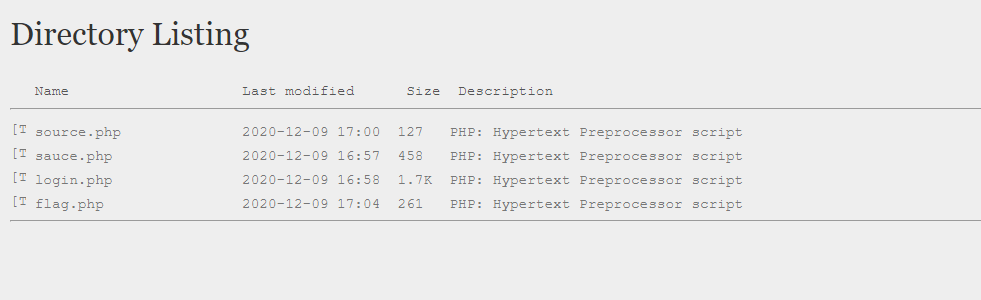 Directory Listing
Name Last modified Size Description
[T source.php 2020-12-09 17:00 127 PHP: Hypertext Preprocessor script
[T sauce.php 2020-12-09 16:57 458 PHP: Hypertext Preprocessor script
[T login.php 2020-12-09 16:58 1.7K PHP: Hypertext Preprocessor script
[T flag.php 2020-12-09 17:04 261 PHP: Hypertext Preprocessor script